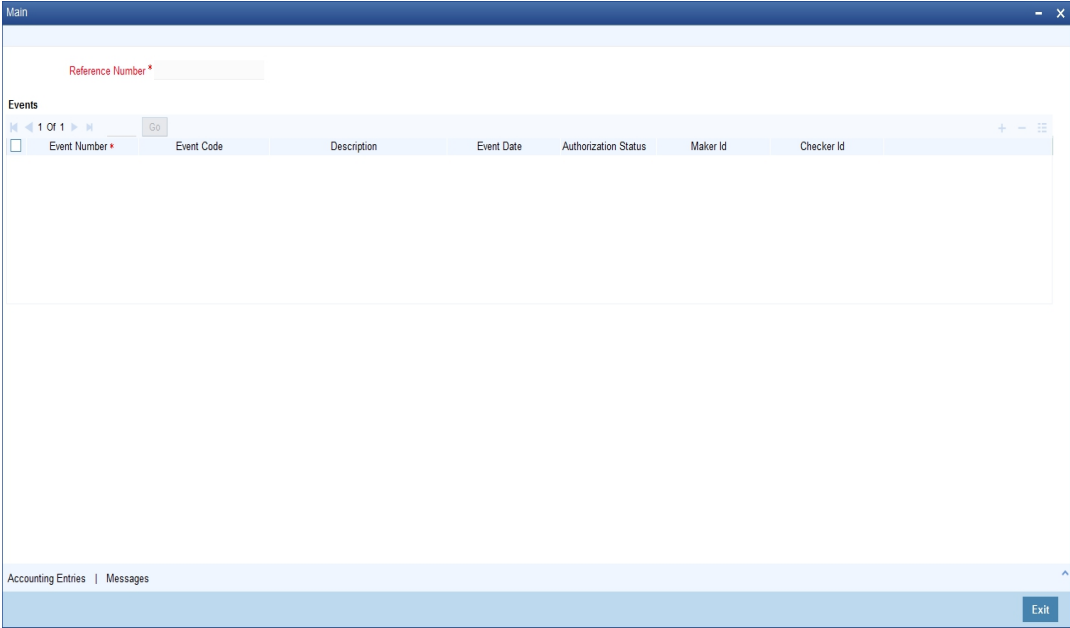 Main
Reference Number *
Events
1 Of 1 Go
Event Number * Event Code Description Event Date Authorization Status Maker Id Checker Id
Accounting Entries | Messages
Exit